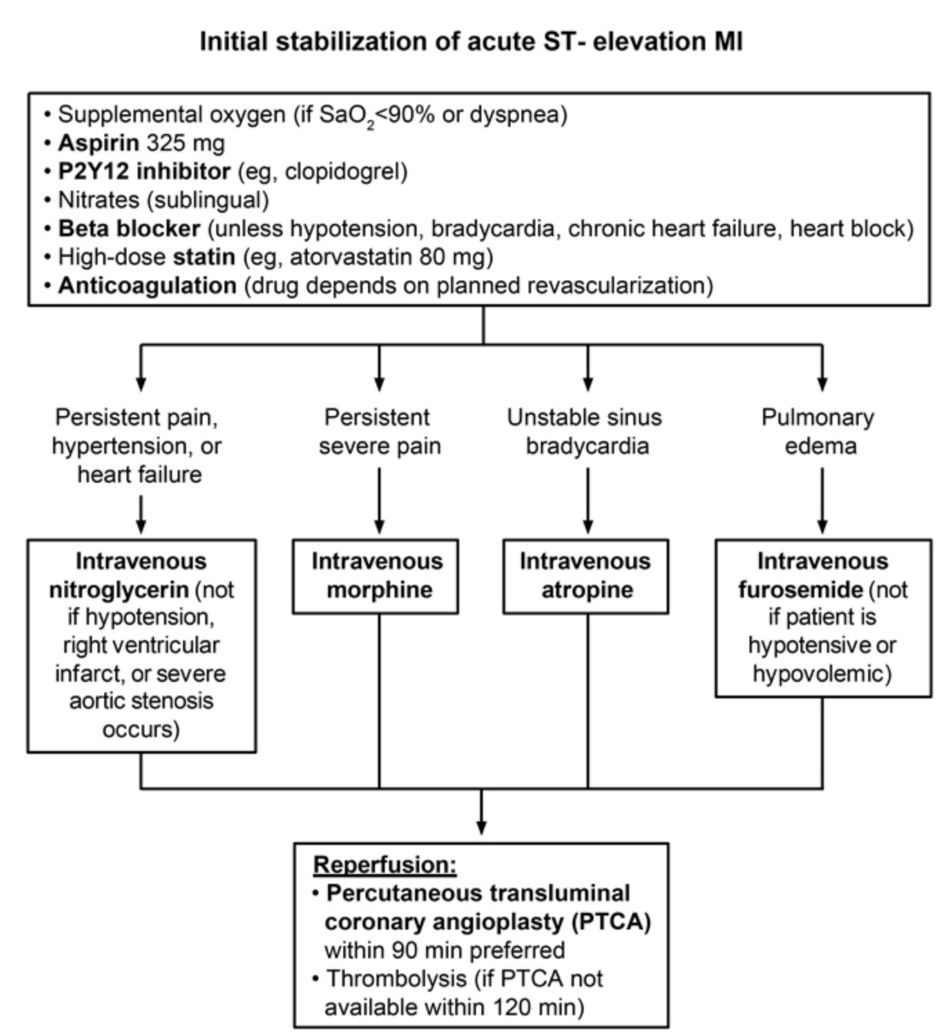 Initial stabilization of acute ST- elevation MI
• Supplemental oxygen (if SaO₂<90% or dyspnea)
• Aspirin 325 mg
• P2Y12 inhibitor (eg, clopidogrel)
• Nitrates (sublingual)
• Beta blocker (unless hypotension, bradycardia, chronic heart failure, heart block)
• High-dose statin (eg, atorvastatin 80 mg)
• Anticoagulation (drug depends on planned revascularization)
Persistent pain,
hypertension, or
heart failure
Persistent
severe pain
Unstable sinus
bradycardia
Pulmonary
edema
Intravenous
nitroglycerin (not
if hypotension,
right ventricular
infarct, or severe
aortic stenosis
occurs)
Intravenous
morphine
Intravenous
atropine
Intravenous
furosemide (not
if patient is
hypotensive or
hypovolemic)
Reperfusion:
• Percutaneous transluminal
coronary angioplasty (PTCA)
within 90 min preferred
• Thrombolysis (if PTCA not
available within 120 min)